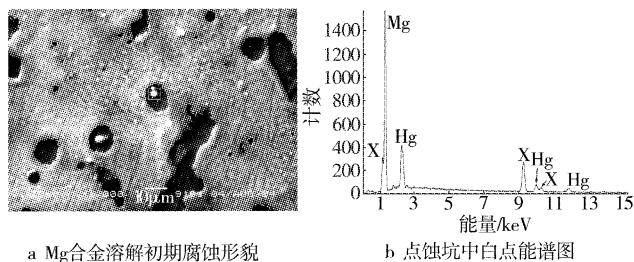 10μm
a Mg合金溶解初期腐蚀形貌
计数
1400
1200
1000
800
600
400
200
0
Mg
X
Hg
X
Hg
X
Hg
1 3 5 7 9 11 13 15
能量/keV
b 点蚀坑中白点能谱图